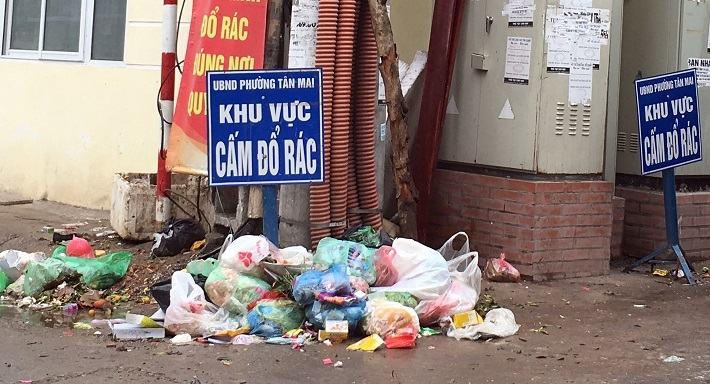 ĐỔ RÁC
ĐÚNG NƠI
QUY
UBND PHƯỜNG TÂN MAI
KHU VỰC
CẤM ĐỔ RÁC
UBND PHƯỜNG TÂN MAI
KHU VỰC
CẤM ĐỔ RÁC